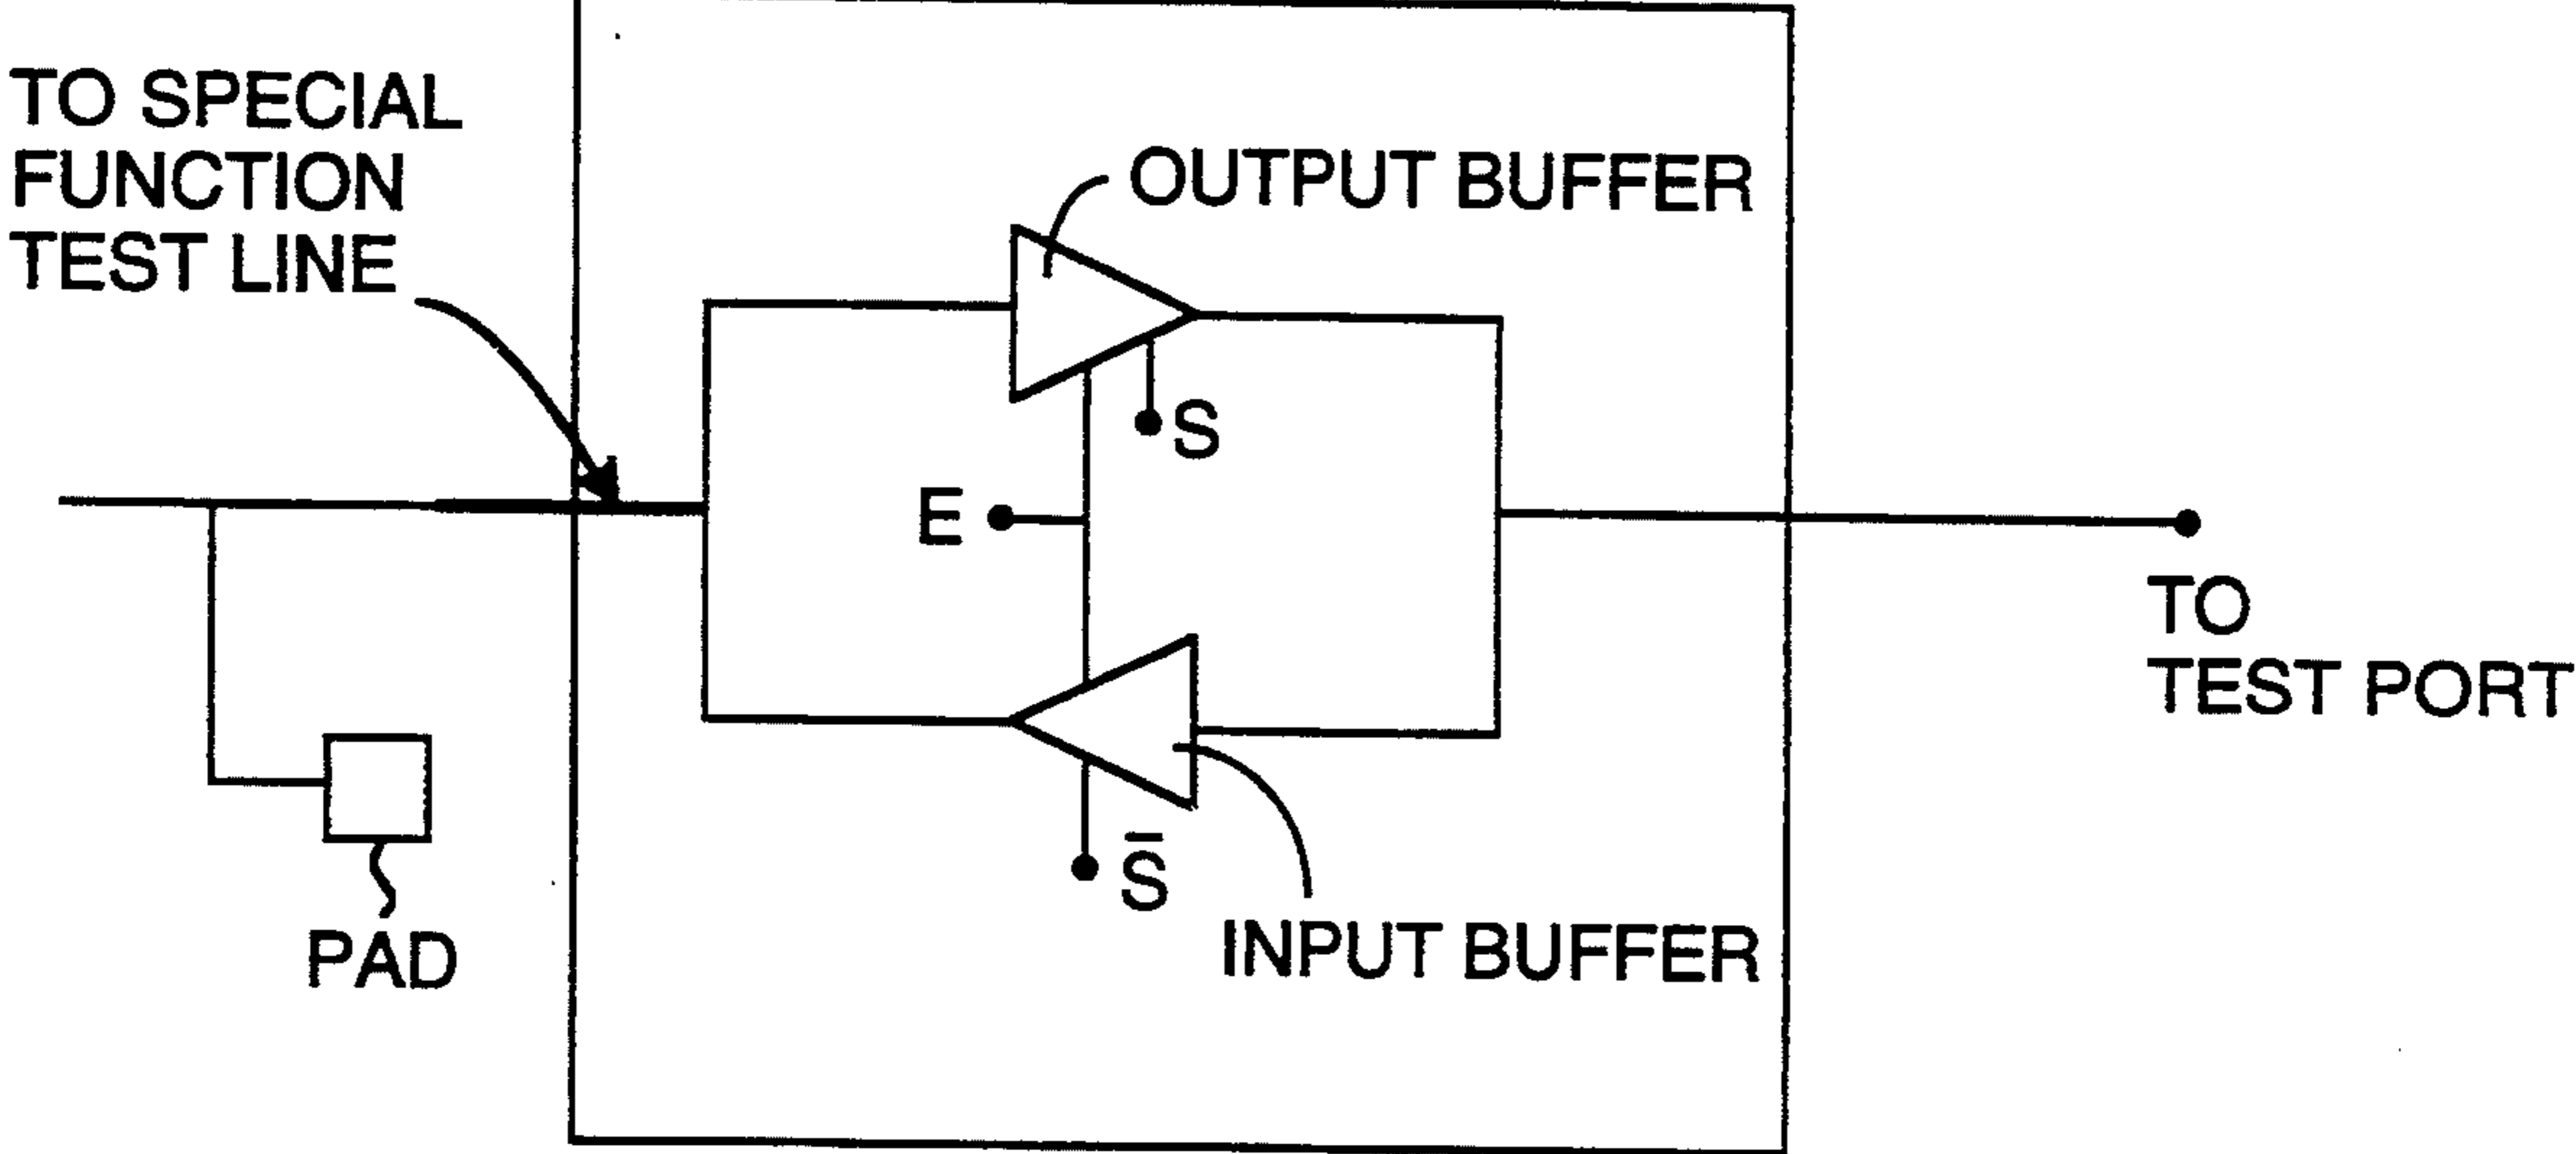 TO SPECIAL
FUNCTION
TEST LINE
OUTPUT BUFFER
S
E
TO
TEST PORT
S̄
INPUT BUFFER
PAD